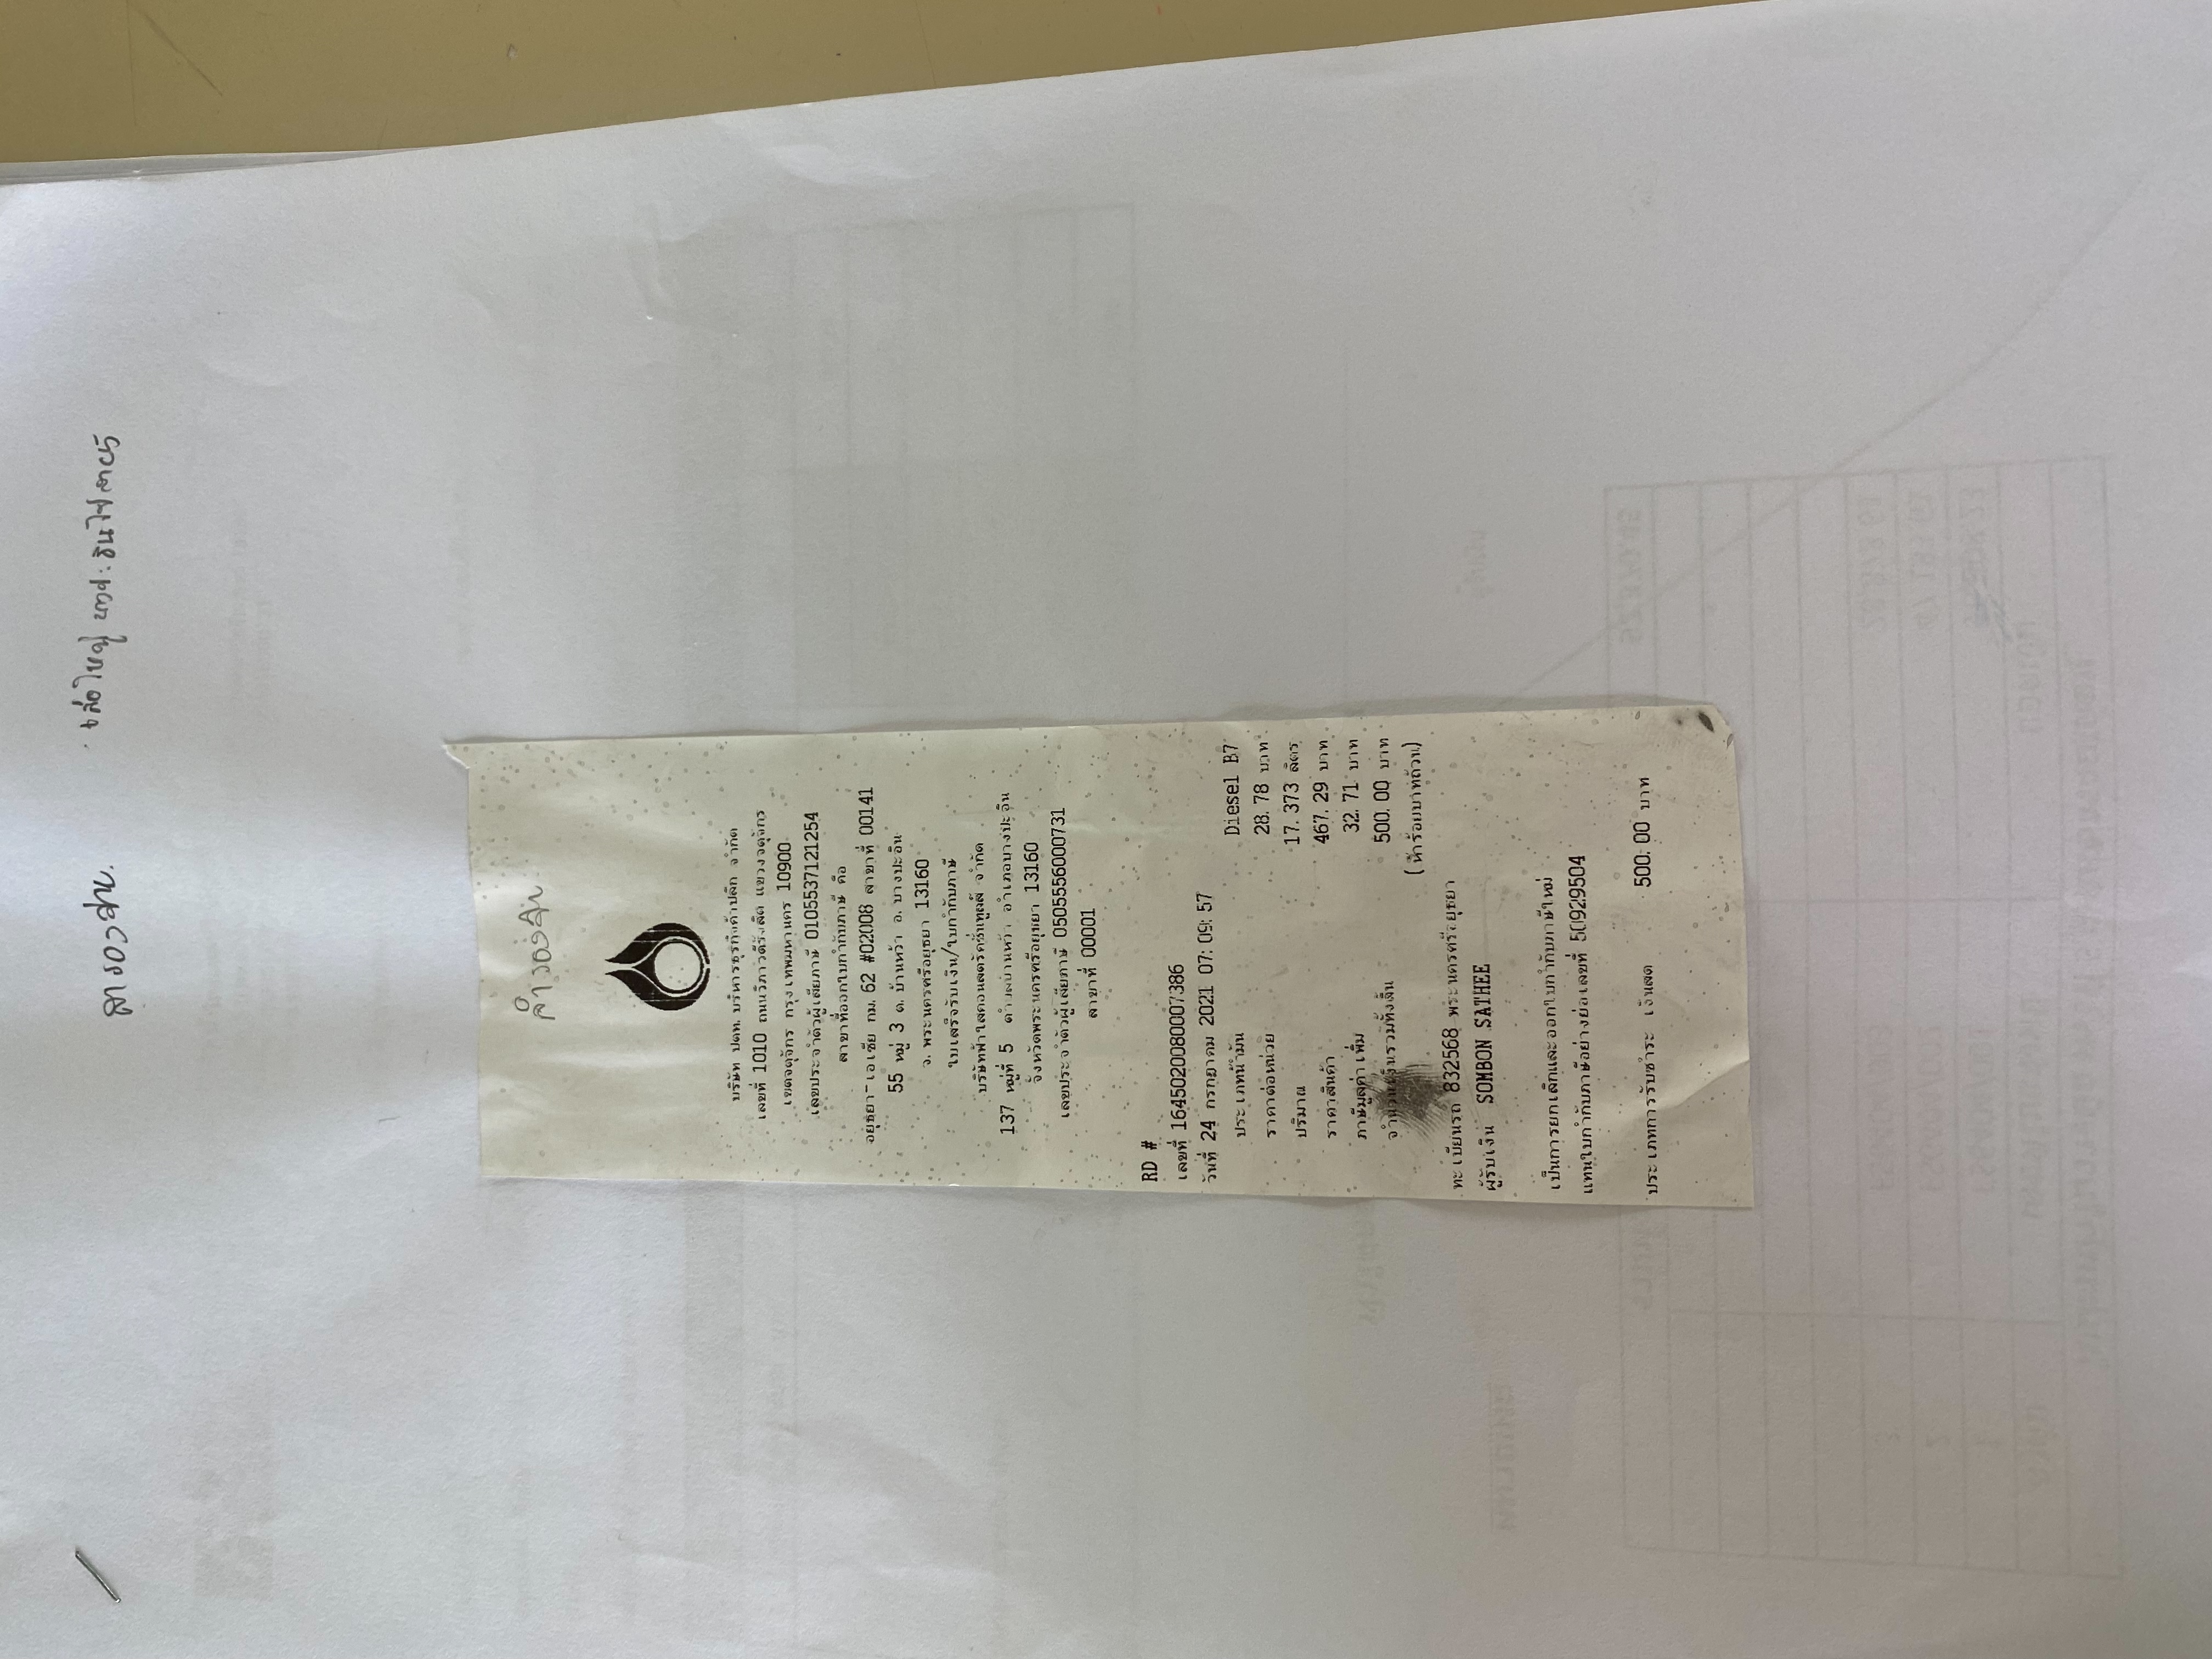 สำรองจ่าย.
สำรองจ่าย
บริษัท ปตท. บริหารธุรกิจค้าปลีก จำกัด
เลขที่ 1010 ถนนวิภาวดีรังสิต แขวงจตุจักร
เขตจตุจักร กรุงเทพมหานคร 10900
เลขประจำตัวผู้เสียภาษี 0105537121254
สาขาที่ออกใบกำกับภาษี คือ
อยุธยา-เอเซีย กม. 62 #02008 สาขาที่ 00141
55 หมู่ 3 ต. บ้านหว้า อ. บางปะอิน
จ. พระนครศรีอยุธยา 13160
ใบเสร็จรับเงิน/ใบกำกับภาษี
บริษัทฟ้าใสคอนสตรัคชั่นทูลส์ จำกัด
137 หมู่ที่ 5 ตำบลบ้านหว้า อำเภอบางปะอิน
จังหวัดพระนครศรีอยุธยา 13160
เลขประจำตัวผู้เสียภาษี 0505556000731
สาขาที่ 00001
RD #
เลขที่ 1645020080007386
วันที่ 24 กรกฎาคม 2021 07:09:57
ประเภทน้ำมัน Diesel B7
ราคาต่อหน่วย 28.78 บาท
ปริมาณ 17.373 ลิตร
ราคาสินค้า 467.29 บาท
ภาษีมูลค่าเพิ่ม 32.71 บาท
จำนวนเงินรวมทั้งสิ้น 500.00 บาท
(ห้าร้อยบาทถ้วน)
ทะเบียนรถ 832568 พระนครศรีอยุธยา
ผู้รับเงิน SOMBON SATHEE
เป็นการยกเลิกและออกใบกำกับภาษีใหม่
แทนใบกำกับภาษีอย่างย่อเลขที่ 50929504
ประเภทการรับชำระ เงินสด 500.00 บาท